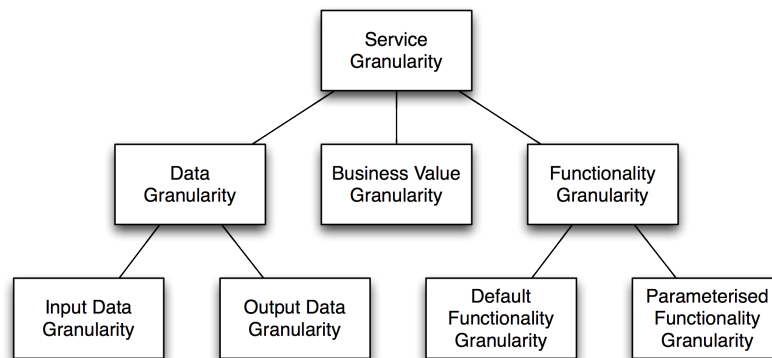 Service
Granularity
Data
Granularity
Business Value
Granularity
Functionality
Granularity
Input Data
Granularity
Output Data
Granularity
Default
Functionality
Granularity
Parameterised
Functionality
Granularity